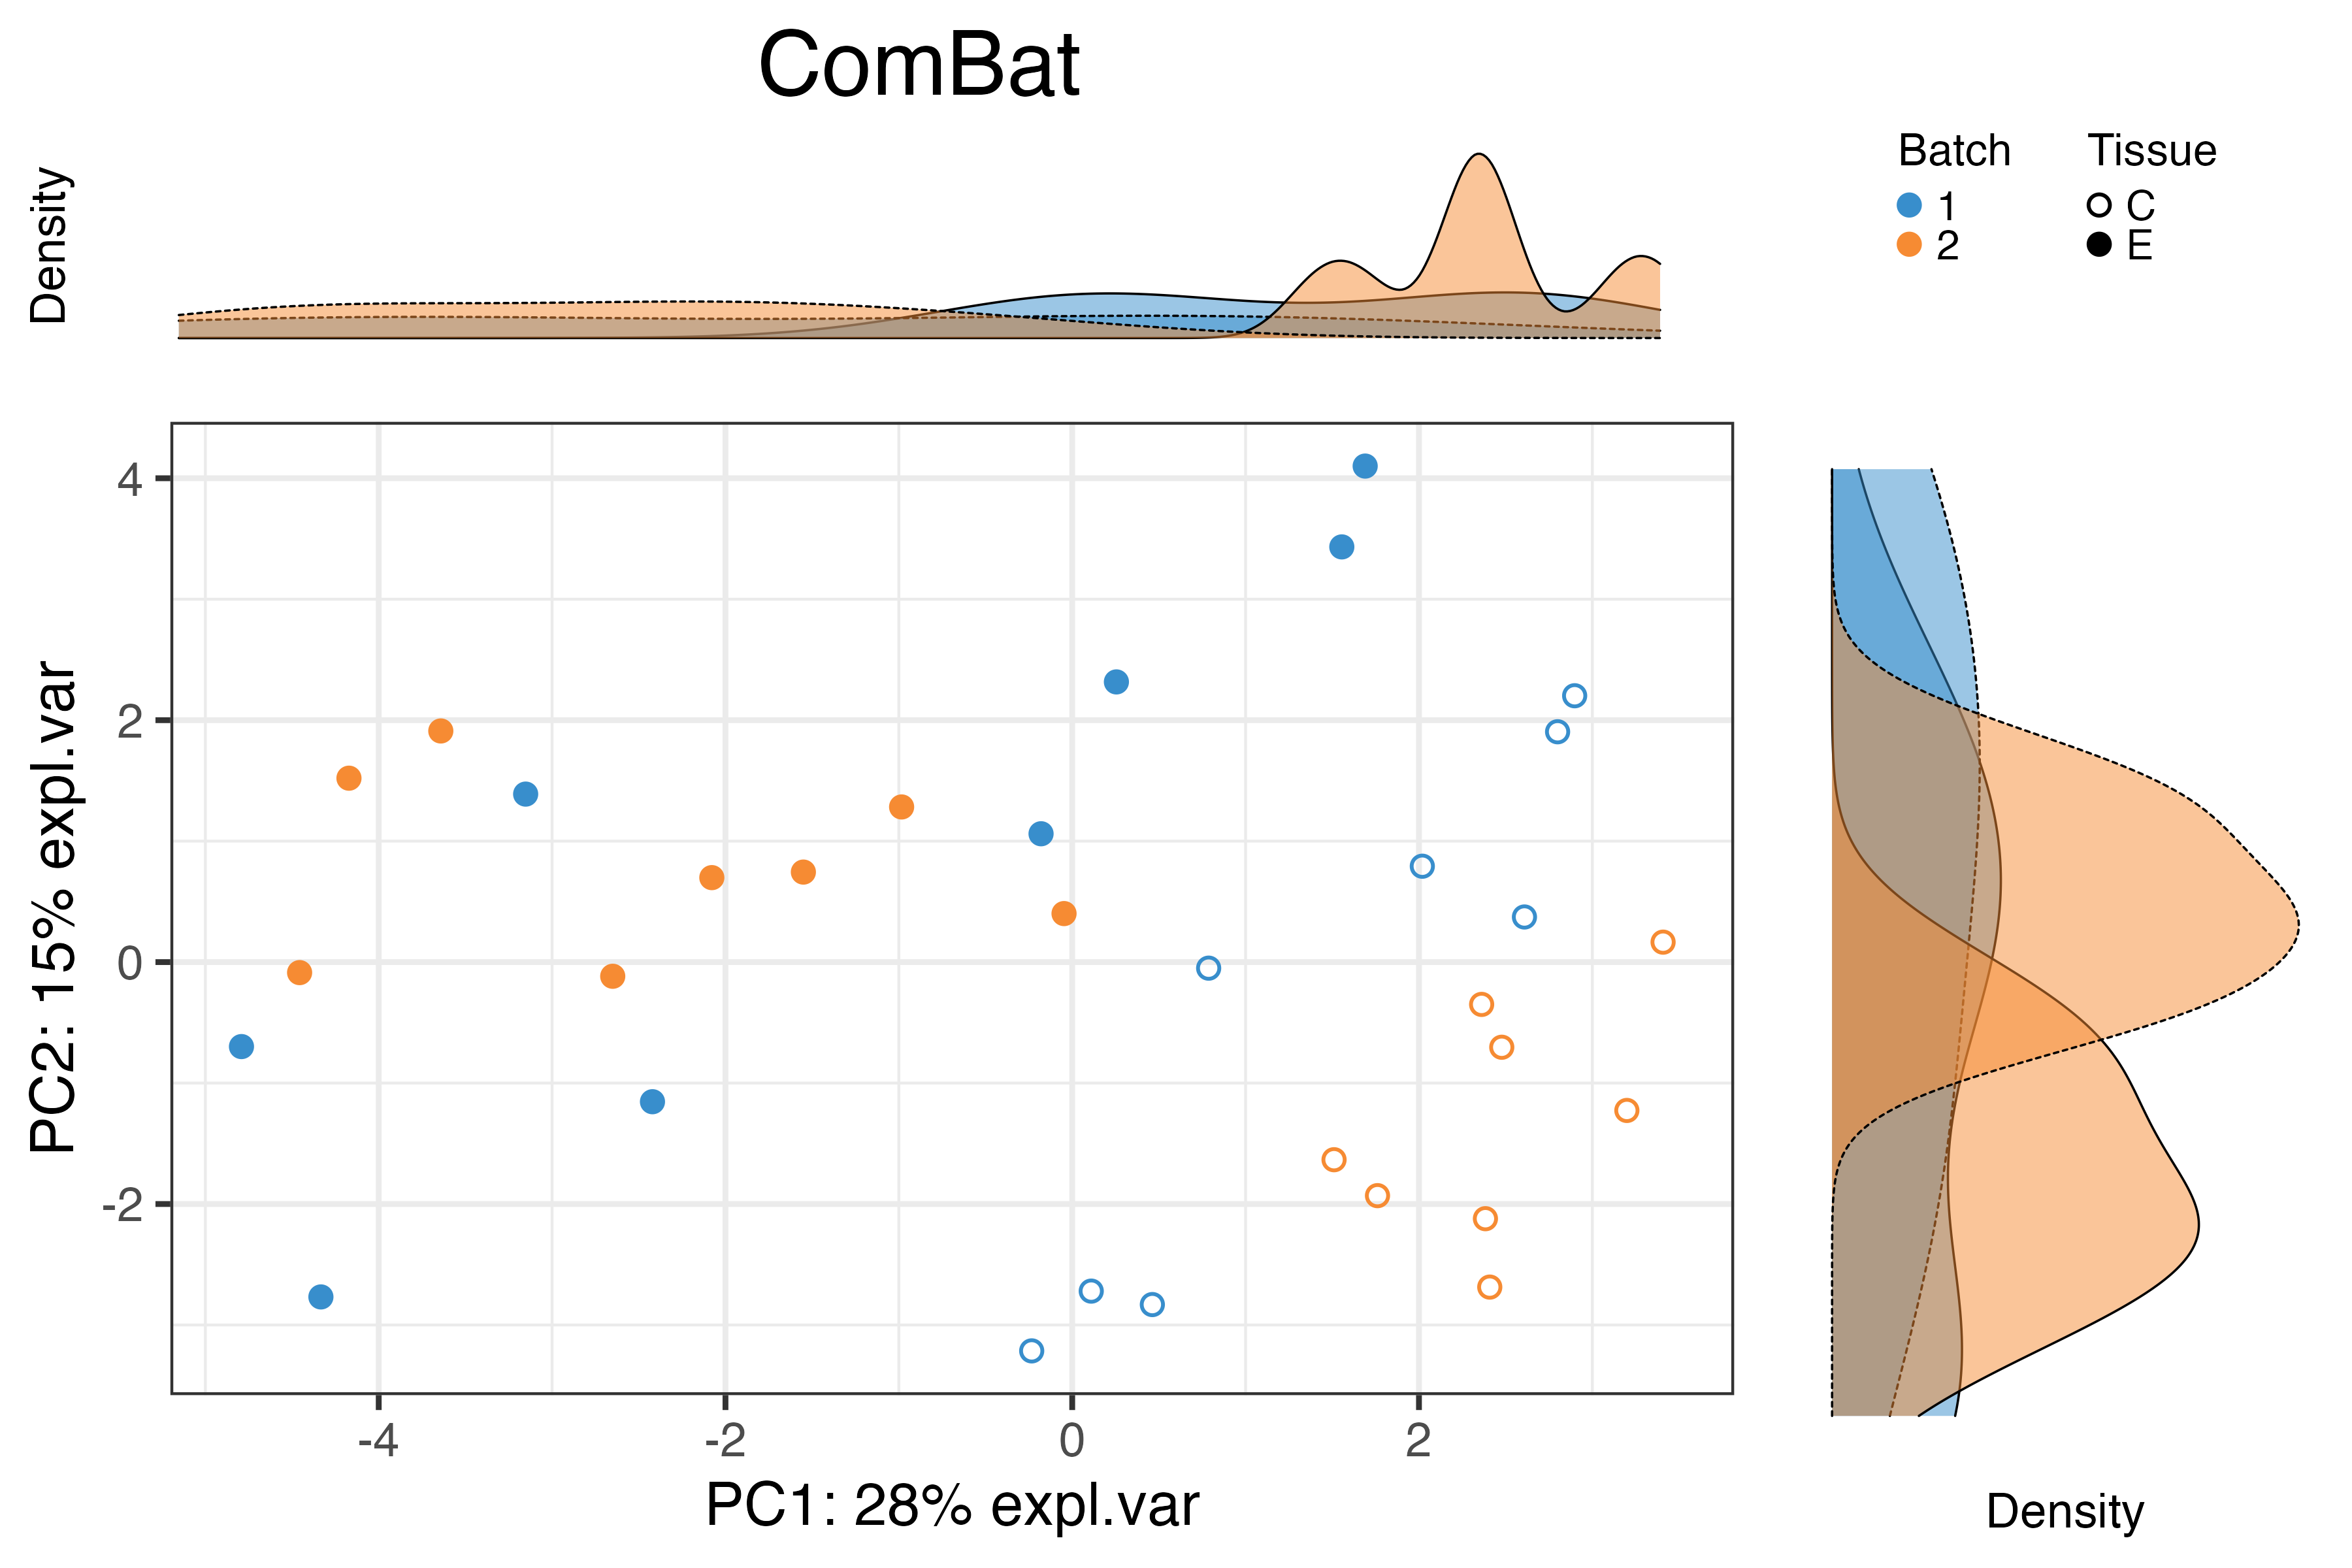 ComBat
Density
Batch
1
2
Tissue
C
E
PC2: 15% expl.var
4
2
0
-2
-4
-2
0
2
PC1: 28% expl.var
Density